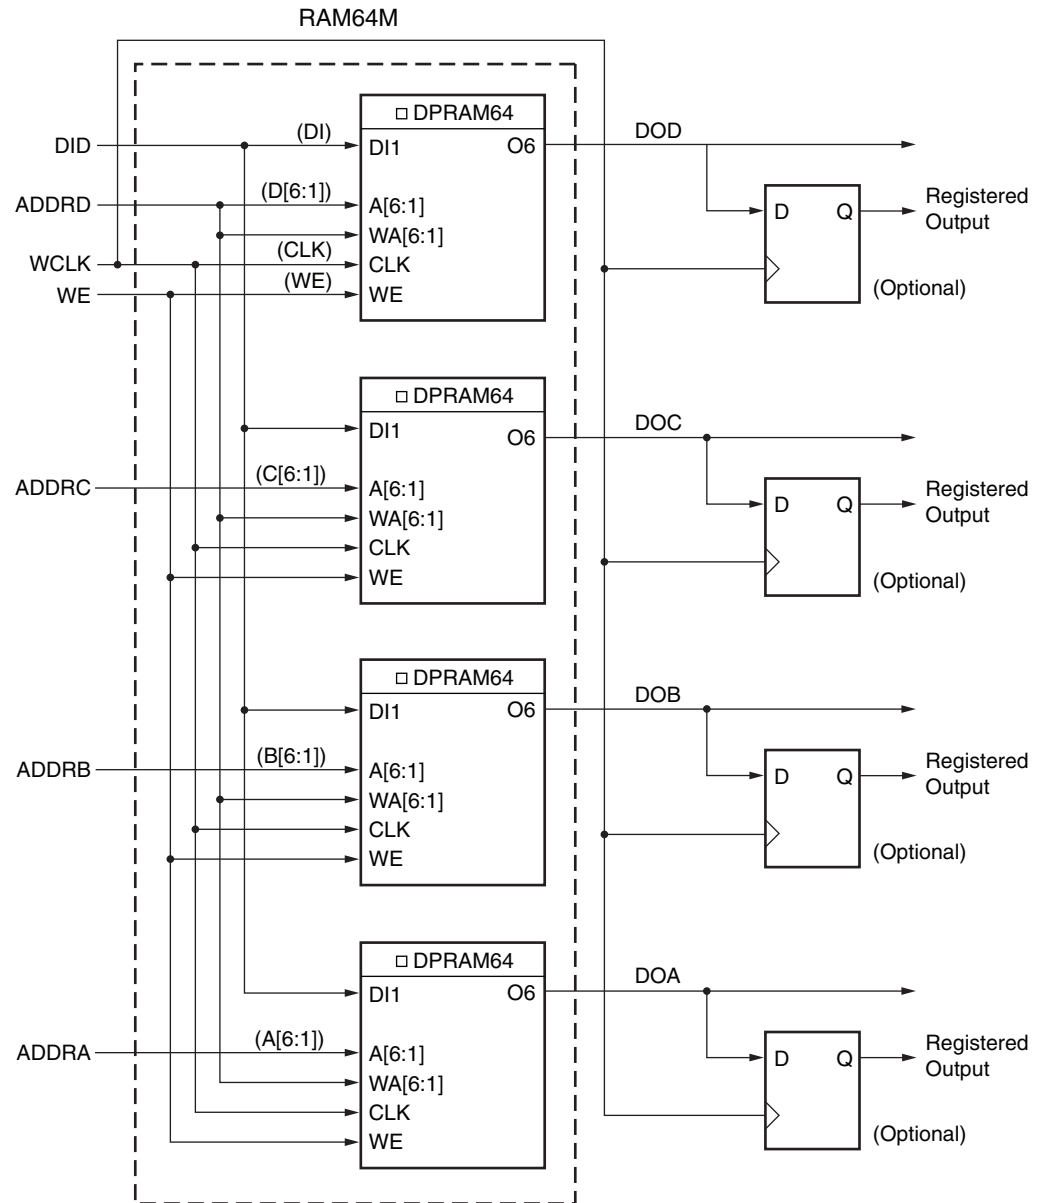 RAM64M
DPRAM64
DID
(DI)
DI1
O6
DOD
ADDRD
(D[6:1])
A[6:1]
WA[6:1]
WCLK
(CLK)
CLK
WE
(WE)
WE
D
Q
Registered
Output
(Optional)
DPRAM64
DI1
O6
DOC
ADDRC
(C[6:1])
A[6:1]
WA[6:1]
CLK
WE
D
Q
Registered
Output
(Optional)
DPRAM64
DI1
O6
DOB
ADDRB
(B[6:1])
A[6:1]
WA[6:1]
CLK
WE
D
Q
Registered
Output
(Optional)
DPRAM64
DI1
O6
DOA
ADDRA
(A[6:1])
A[6:1]
WA[6:1]
CLK
WE
D
Q
Registered
Output
(Optional)